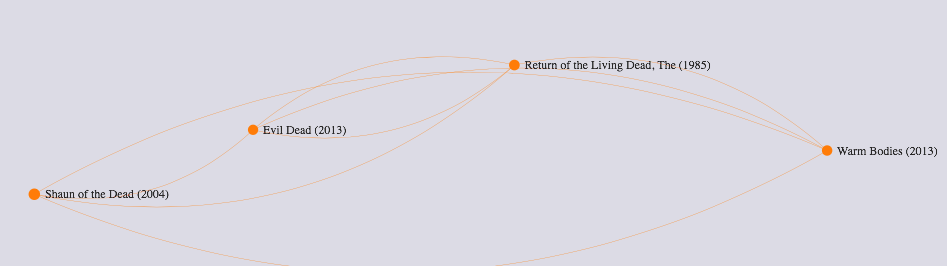 Return of the Living Dead, The (1985)
Evil Dead (2013)
Warm Bodies (2013)
Shaun of the Dead (2004)